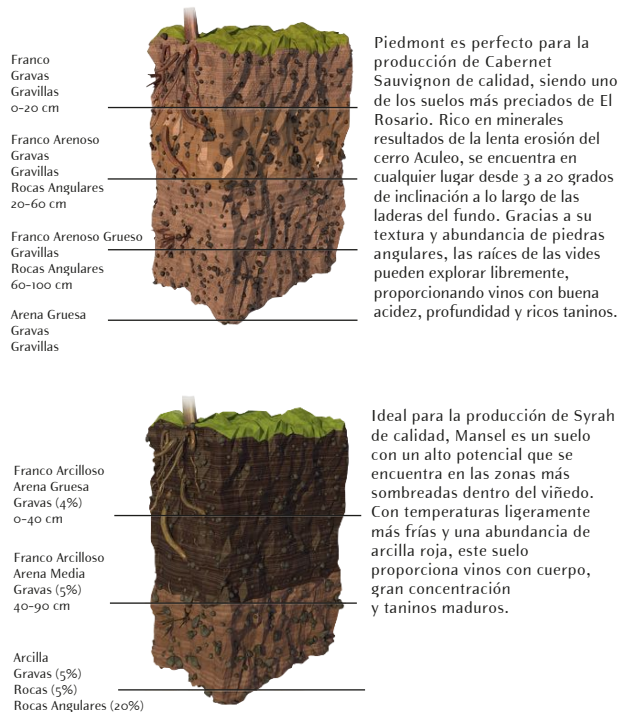 Franco
Gravas
Gravillas
0-20 cm
Franco Arenoso
Gravas
Gravillas
Rocas Angulares
20-60 cm
Franco Arenoso Grueso
Gravillas
Rocas Angulares
60-100 cm
Arena Gruesa
Gravas
Gravillas
Piedmont es perfecto para la
producción de Cabernet
Sauvignon de calidad, siendo uno
de los suelos más preciados de El
Rosario. Rico en minerales
resultados de la lenta erosión del
cerro Aculeo, se encuentra en
cualquier lugar desde 3 a 20 grados
de inclinación a lo largo de las
laderas del fundo. Gracias a su
textura y abundancia de piedras
angulares, las raíces de las vides
pueden explorar libremente,
proporcionando vinos con buena
acidez, profundidad y ricos taninos.
Franco Arcilloso
Arena Gruesa
Gravas (4%)
0-40 cm
Franco Arcilloso
Arena Media
Gravas (5%)
40-90 cm
Arcilla
Gravas (5%)
Rocas (5%)
Rocas Angulares (20%)
Ideal para la producción de Syrah
de calidad, Mansel es un suelo
con un alto potencial que se
encuentra en las zonas más
sombreadas dentro del viñedo.
Con temperaturas ligeramente
más frías y una abundancia de
arcilla roja, este suelo
proporciona vinos con cuerpo,
gran concentración
y taninos maduros.